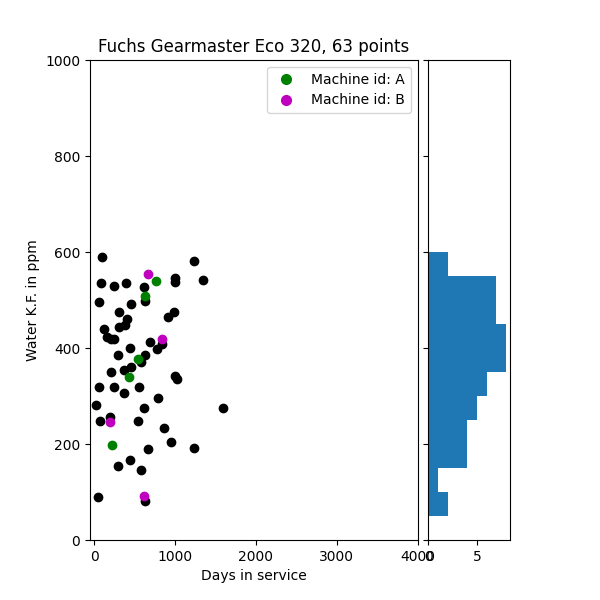 Fuchs Gearmaster Eco 320, 63 points
Machine id: A
Machine id: B
1000
800
600
400
200
0
Water K.F. in ppm
0 1000 2000 3000 4000
0 5
Days in service